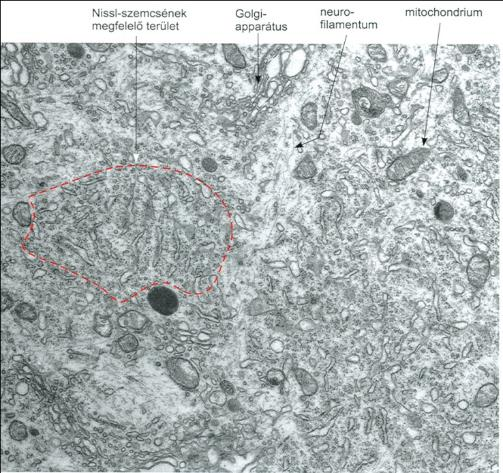 Nissl-szemcsének
megfelelő terület
Golgi-
apparátus
neuro-
filamentum
mitochondrium